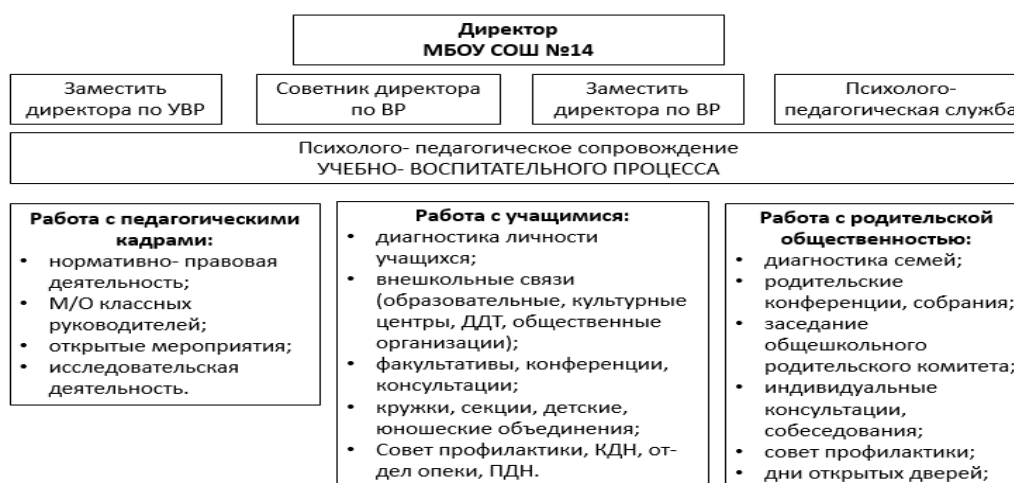 Директор
МБОУ СОШ №14
Заместить
директора по УВР
Советник директора
по ВР
Заместить
директора по ВР
Психолого-
педагогическая служба
Психолого- педагогическое сопровождение
УЧЕБНО- ВОСПИТАТЕЛЬНОГО ПРОЦЕССА
Работа с педагогическими
кадрами:
• нормативно- правовая
деятельность;
• М/О классных
руководителей;
• открытые мероприятия;
• исследовательская
деятельность.
Работа с учащимися:
• диагностика личности
учащихся;
• внешкольные связи
(образовательные, культурные
центры, ДДТ, общественные
организации);
• факультативы, конференции,
консультации;
• кружки, секции, детские,
юношеские объединения;
• Совет профилактики, КДН, от-
дел опеки, ПДН.
Работа с родительской
общественностью:
• диагностика семей;
• родительские
конференции, собрания;
• заседание
общешкольного
родительского комитета;
• индивидуальные
консультации,
собеседования;
• совет профилактики;
• дни открытых дверей;